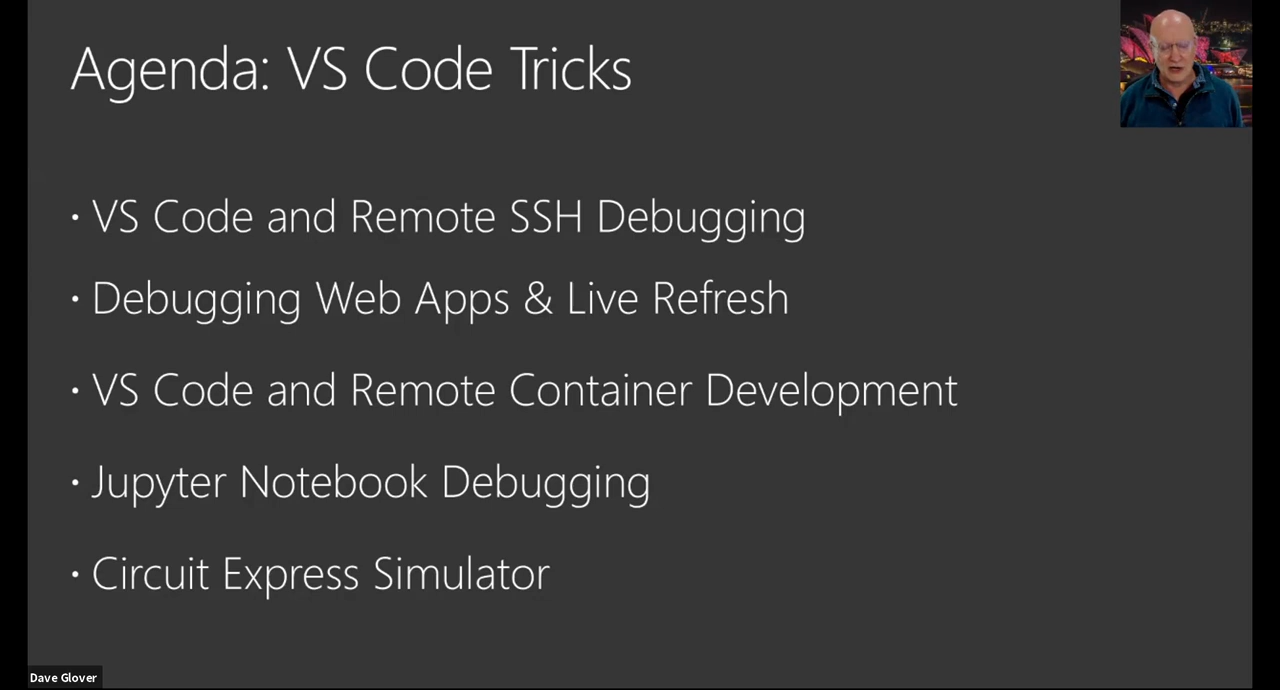 Agenda: VS Code Tricks
• VS Code and Remote SSH Debugging
• Debugging Web Apps & Live Refresh
• VS Code and Remote Container Development
• Jupyter Notebook Debugging
• Circuit Express Simulator
Dave Glover